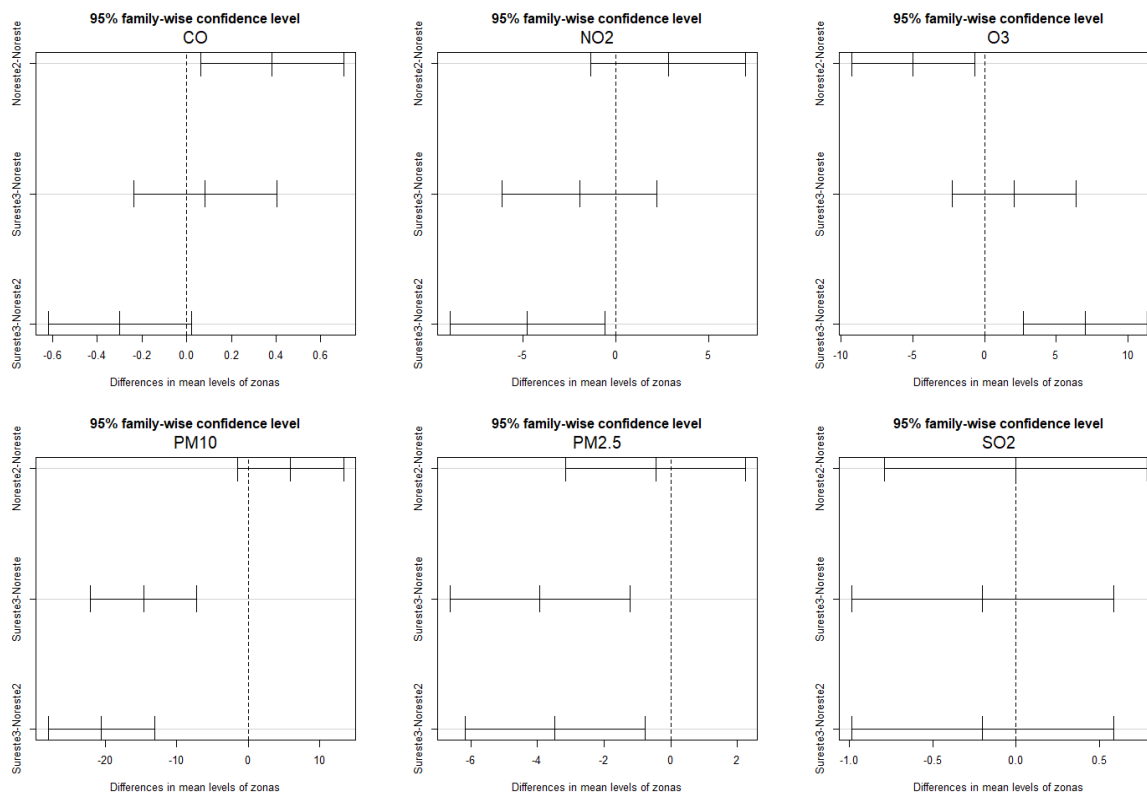 95% family-wise confidence level
CO
Noreste2-Noreste
Sureste3-Noreste
Sureste3-Noreste2
-0.6 -0.4 -0.2 0.0 0.2 0.4 0.6
Differences in mean levels of zonas
95% family-wise confidence level
NO2
Noreste2-Noreste
Sureste3-Noreste
Sureste3-Noreste2
-5 0 5
Differences in mean levels of zonas
95% family-wise confidence level
O3
Noreste2-Noreste
Sureste3-Noreste
Sureste3-Noreste2
-10 -5 0 5 10
Differences in mean levels of zonas
95% family-wise confidence level
PM10
Noreste2-Noreste
Sureste3-Noreste
Sureste3-Noreste2
-20 -10 0 10
Differences in mean levels of zonas
95% family-wise confidence level
PM2.5
Noreste2-Noreste
Sureste3-Noreste
Sureste3-Noreste2
-6 -4 -2 0 2
Differences in mean levels of zonas
95% family-wise confidence level
SO2
Noreste2-Noreste
Sureste3-Noreste
Sureste3-Noreste2
-1.0 -0.5 0.0 0.5
Differences in mean levels of zonas